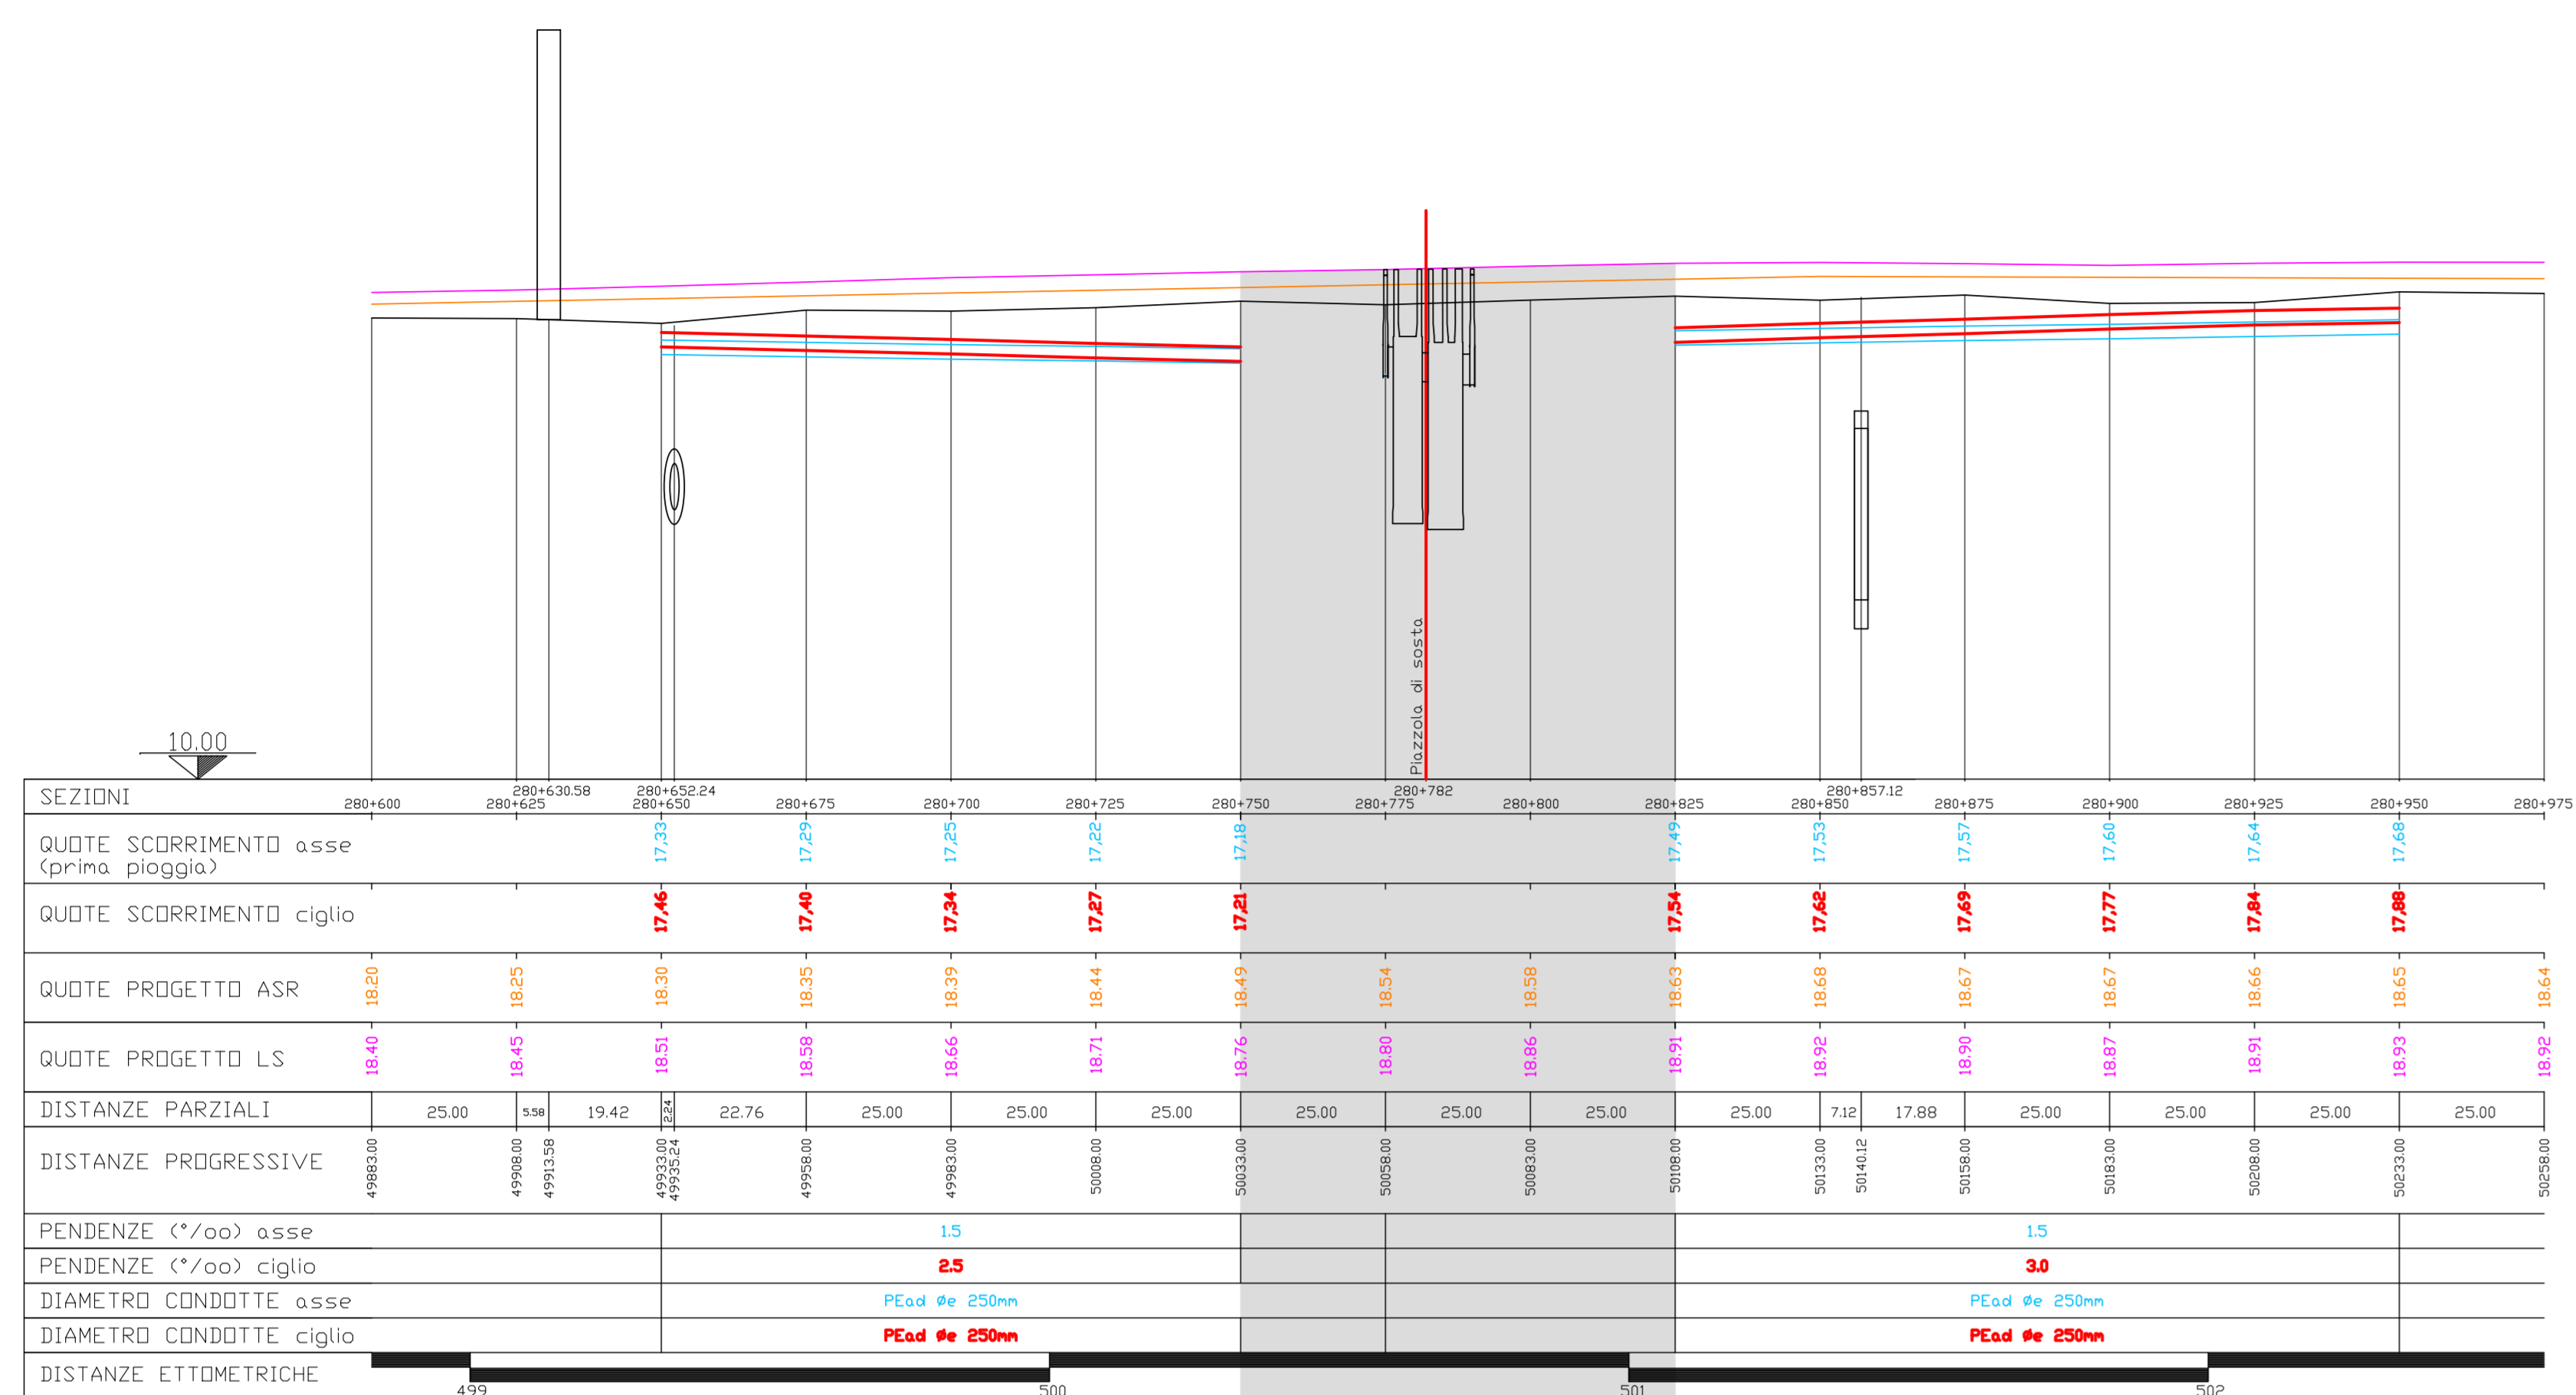 Piazzola di sosta
10.00
SEZIONI 280+600 280+625 280+630.58 280+650 280+652.24 280+675 280+700 280+725 280+750 280+775 280+782 280+800 280+825 280+850 280+857.12 280+875 280+900 280+925 280+950 280+975
QUOTE SCORRIMENTO asse 17,33 17,29 17,25 17,22 17,18 17,49 17,53 17,57 17,60 17,64 17,68
(prima pioggia)
QUOTE SCORRIMENTO ciglio 17,46 17,40 17,34 17,27 17,21 17,54 17,62 17,69 17,77 17,84 17,88
QUOTE PROGETTO ASR 18.20 18.25 18.30 18.35 18.39 18.44 18.49 18.54 18.58 18.63 18.68 18.67 18.67 18.66 18.65 18.64
QUOTE PROGETTO LS 18.40 18.45 18.51 18.58 18.66 18.71 18.76 18.80 18.86 18.91 18.92 18.90 18.87 18.91 18.93 18.92
DISTANZE PARZIALI 25.00 5.58 19.42 2.24 22.76 25.00 25.00 25.00 25.00 25.00 25.00 25.00 7.12 17.88 25.00 25.00 25.00 25.00
DISTANZE PROGRESSIVE 49883.00 49908.00 49913.58 49933.00 49935.24 49958.00 49983.00 50008.00 50033.00 50058.00 50083.00 50108.00 50133.00 50140.12 50158.00 50183.00 50208.00 50233.00 50258.00
PENDENZE (°/oo) asse 1.5 1.5
PENDENZE (°/oo) ciglio 2.5 3.0
DIAMETRO CONDOTTE asse PEad Øe 250mm PEad Øe 250mm
DIAMETRO CONDOTTE ciglio PEad Øe 250mm PEad Øe 250mm
DISTANZE ETTOMETRICHE
499 500 501 502